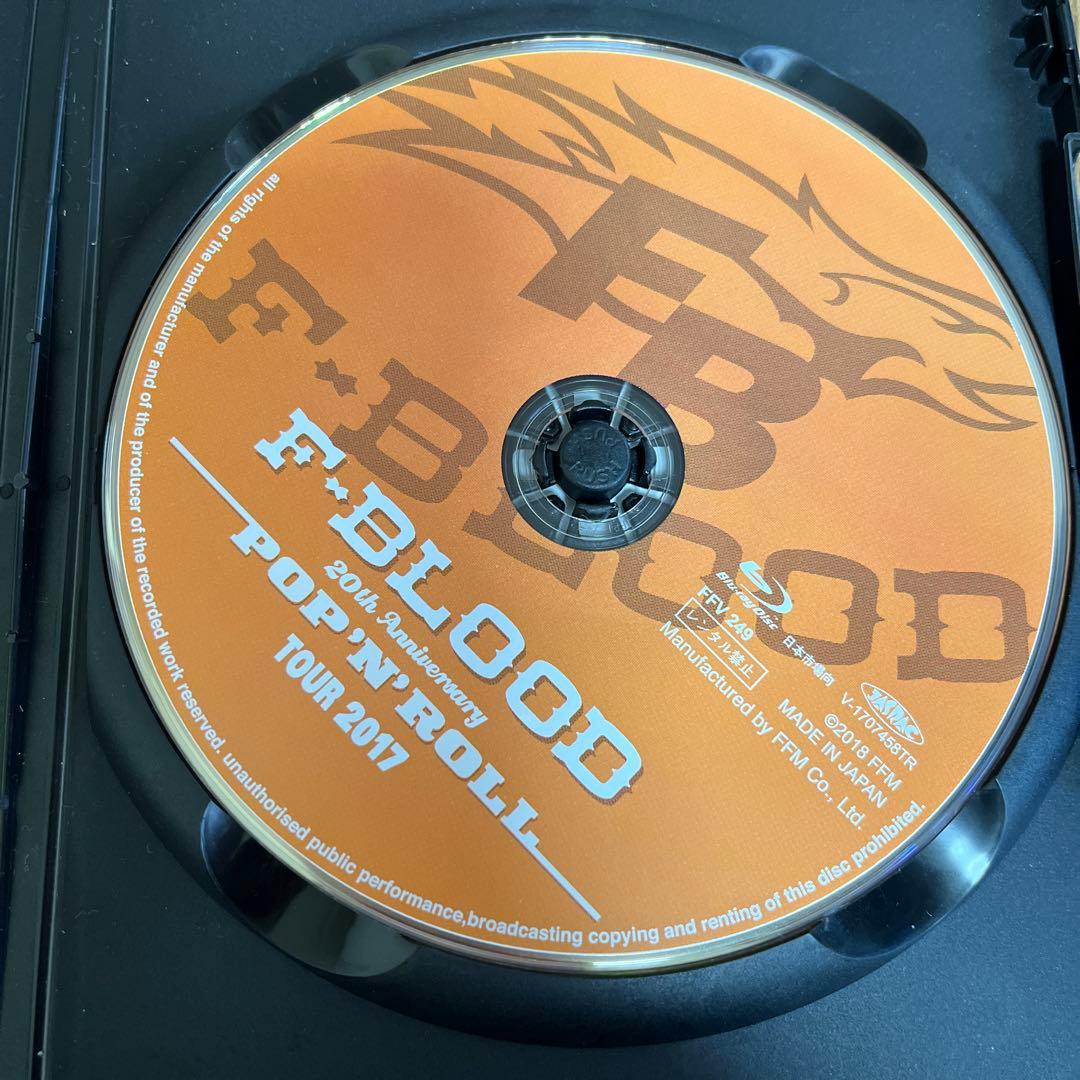 FB
F·BLOOD
F·BLOOD
20th Anniversary
POP'N'ROLL
TOUR 2017
Blu-ray Disc
日本市場向
FFV 249
レンタル禁止
JASRAC
V-1707458TR
©2018 FFM
MADE IN JAPAN
Manufactured by FFM Co., Ltd.
all rights of the manufacturer and of the producer of the recorded work reserved. unauthorised public performance,broadcasting copying and renting of this disc prohibited.
PUSH